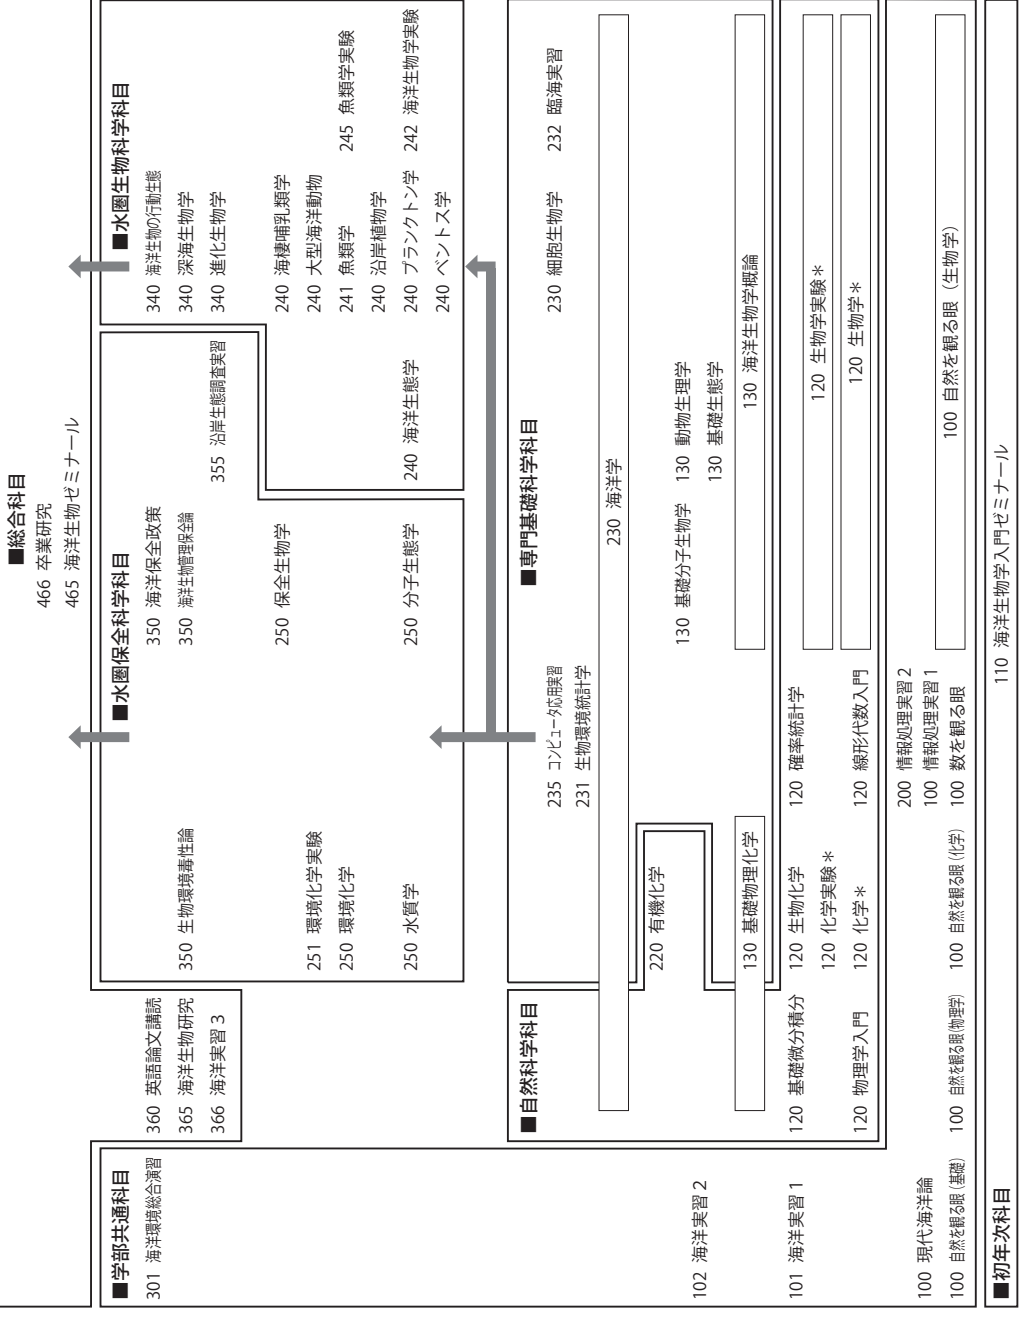 ■総合科目
466 卒業研究
465 海洋生物ゼミナール
■水圏生物科学科目
340 海洋生物の行動生態
340 深海生物学
340 進化生物学
240 海棲哺乳類学
240 大型海洋動物
241 魚類学
245 魚類学実験
240 沿岸植物学
240 プランクトン学
242 海洋生物学実験
240 ベントス学
355 沿岸生態調査実習
240 海洋生態学
■水圏保全科学科目
350 海洋保全政策
350 海洋生物管理保全論
350 生物環境毒性論
250 保全生物学
251 環境化学実験
250 環境化学
250 分子生態学
250 水質学
360 英語論文講読
365 海洋生物研究
366 海洋実習 3
■専門基礎科学科目
235 コンピュータ応用実習
230 細胞生物学
232 臨海実習
231 生物環境統計学
230 海洋学
130 基礎分子生物学
130 動物生理学
130 基礎生態学
130 海洋生物学概論
■自然科学科目
220 有機化学
130 基礎物理化学
120 基礎微分積分
120 生物化学
120 確率統計学
120 化学実験＊
120 生物学実験＊
120 物理学入門
120 化学＊
120 線形代数入門
120 生物学＊
■学部共通科目
301 海洋環境総合演習
102 海洋実習 2
101 海洋実習 1
200 情報処理実習 2
100 現代海洋論
100 情報処理実習 1
100 自然を観る眼（基礎）
100 自然を観る眼(物理学)
100 自然を観る眼（化学）
100 数を観る眼
100 自然を観る眼（生物学）
■初年次科目
110 海洋生物学入門ゼミナール